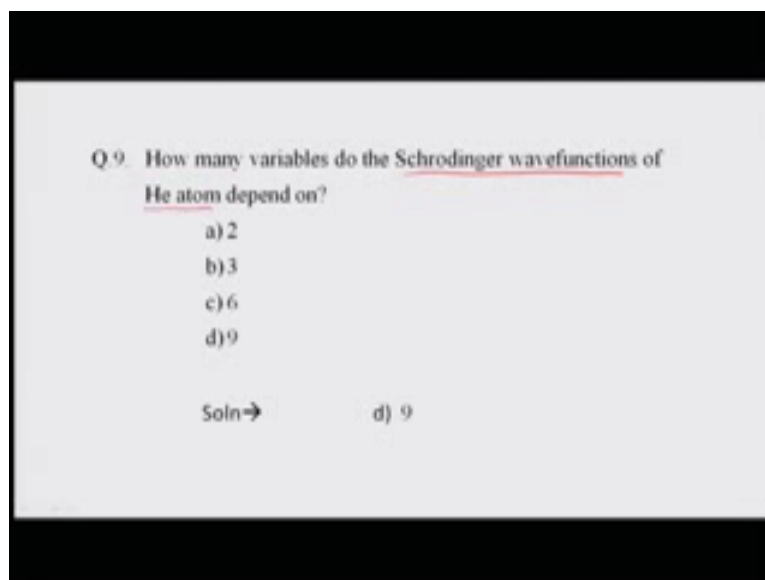 Q 9. How many variables do the Schrodinger wavefunctions of
He atom depend on?
a) 2
b) 3
c) 6
d) 9
Soln→ d) 9